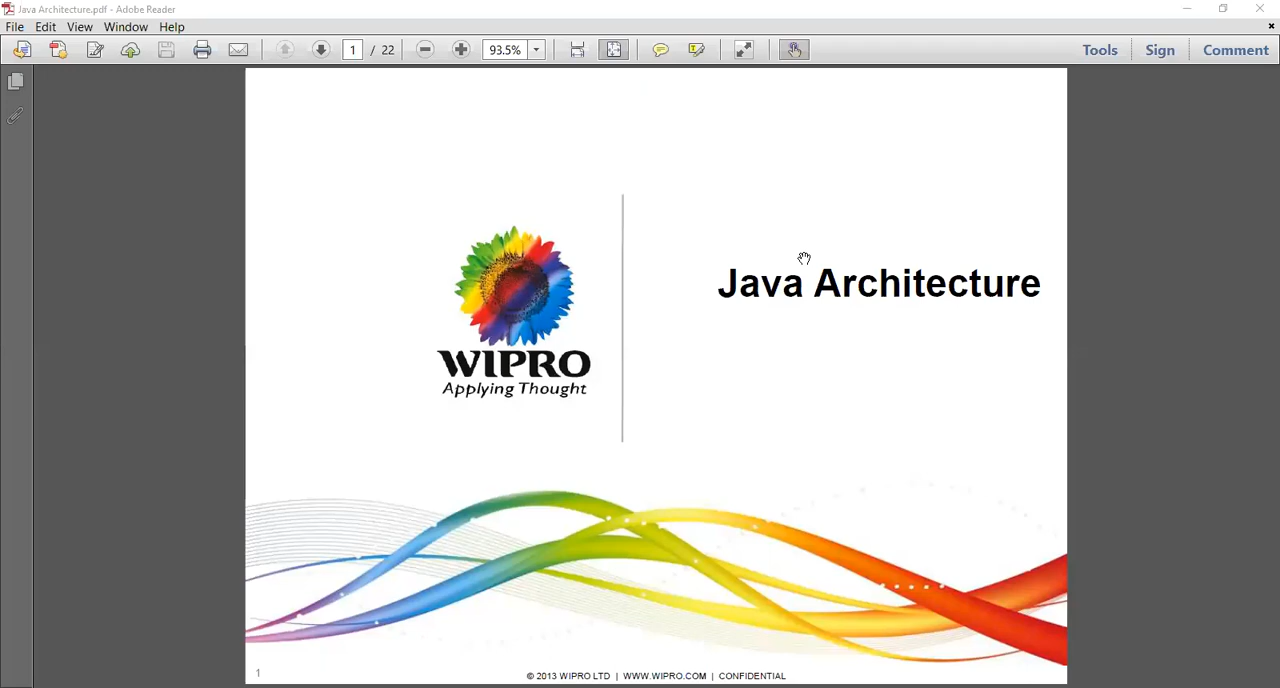 Java Architecture.pdf - Adobe Reader
File Edit View Window Help
1 / 22 93.5% Tools Sign Comment
Java Architecture
WIPRO
Applying Thought
1
© 2013 WIPRO LTD | WWW.WIPRO.COM | CONFIDENTIAL